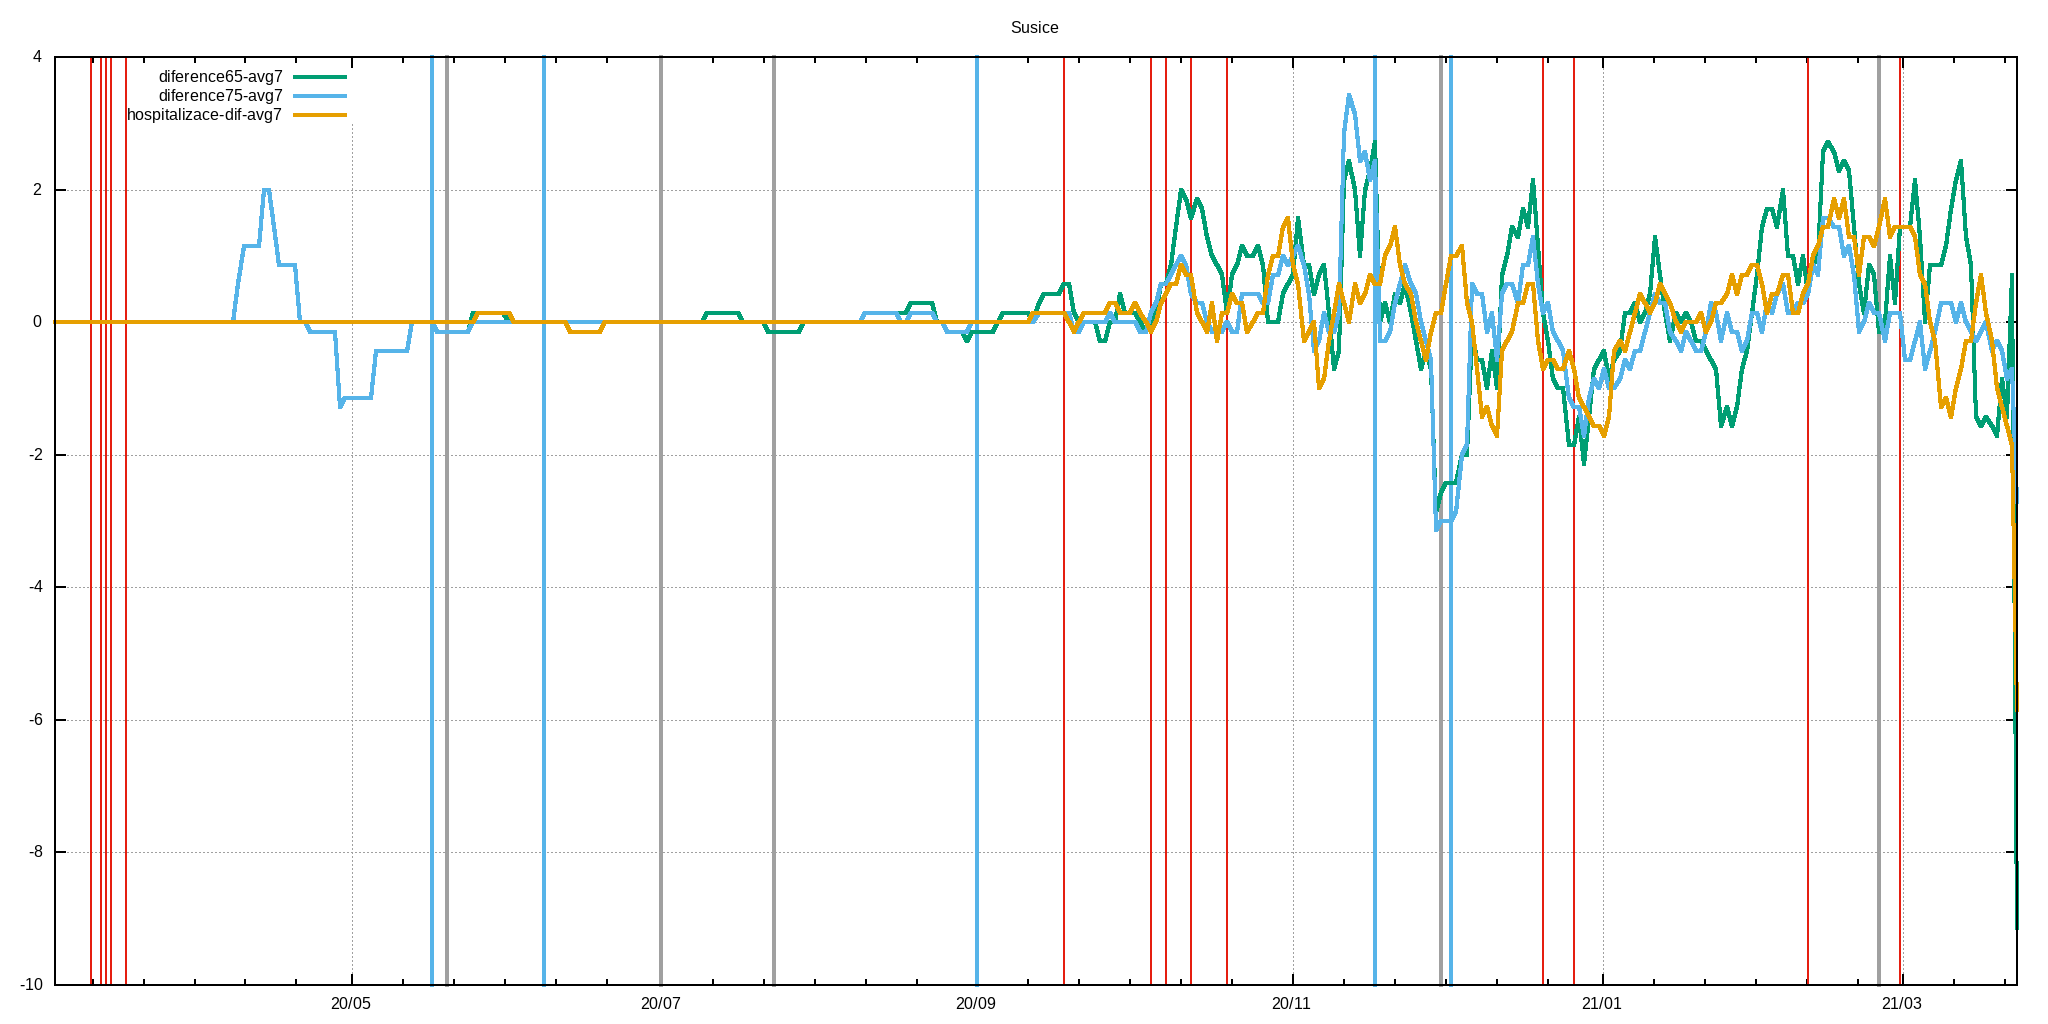 Susice
4
diference65-avg7
diference75-avg7
hospitalizace-dif-avg7
2
0
-2
-4
-6
-8
-10
20/05 20/07 20/09 20/11 21/01 21/03